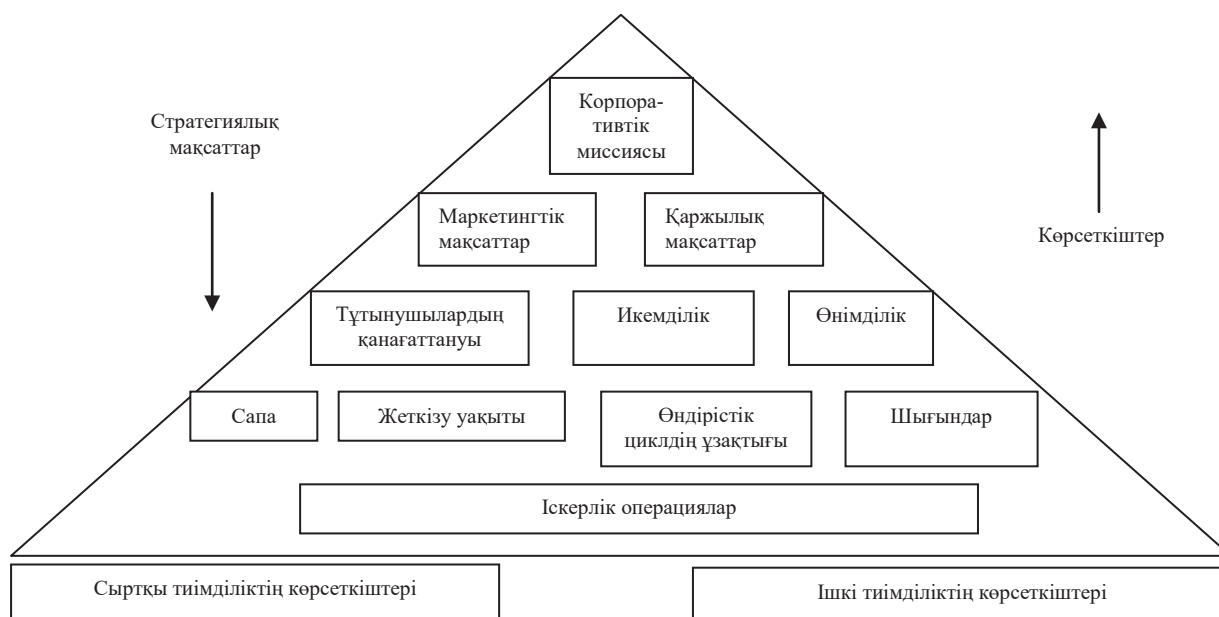 Корпора-
тивтік
миссиясы
Стратегиялық
мақсаттар
Маркетингтік
мақсаттар
Қаржылық
мақсаттар
Көрсеткіштер
Тұтынушылардың
қанағаттануы
Икемділік
Өнімділік
Сапа
Жеткізу уақыты
Өндірістік
циклдің ұзақтығы
Шығындар
Іскерлік операциялар
Сыртқы тиімділіктің көрсеткіштері
Ішкі тиімділіктің көрсеткіштері